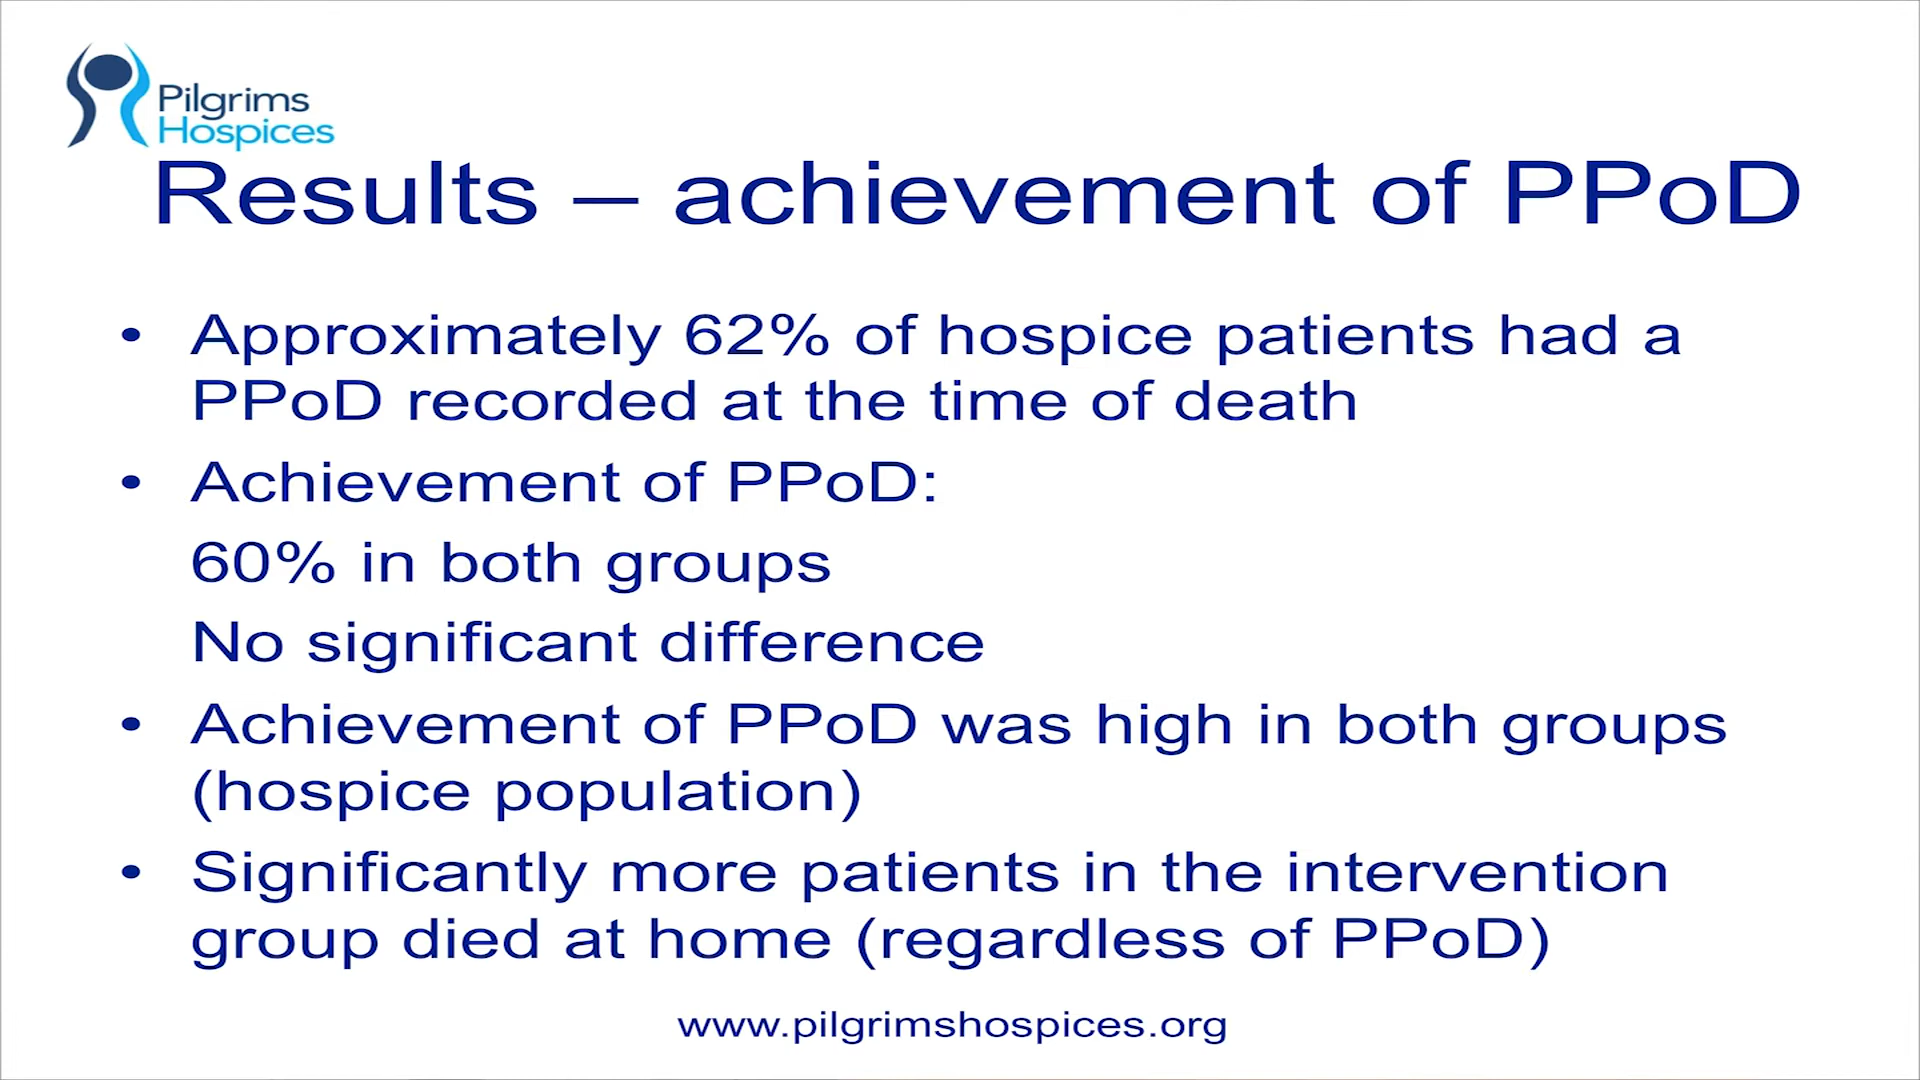 Pilgrims
Hospices
Results – achievement of PPoD
• Approximately 62% of hospice patients had a
PPoD recorded at the time of death
• Achievement of PPoD:
60% in both groups
No significant difference
• Achievement of PPoD was high in both groups
(hospice population)
• Significantly more patients in the intervention
group died at home (regardless of PPoD)
www.pilgrimshospices.org